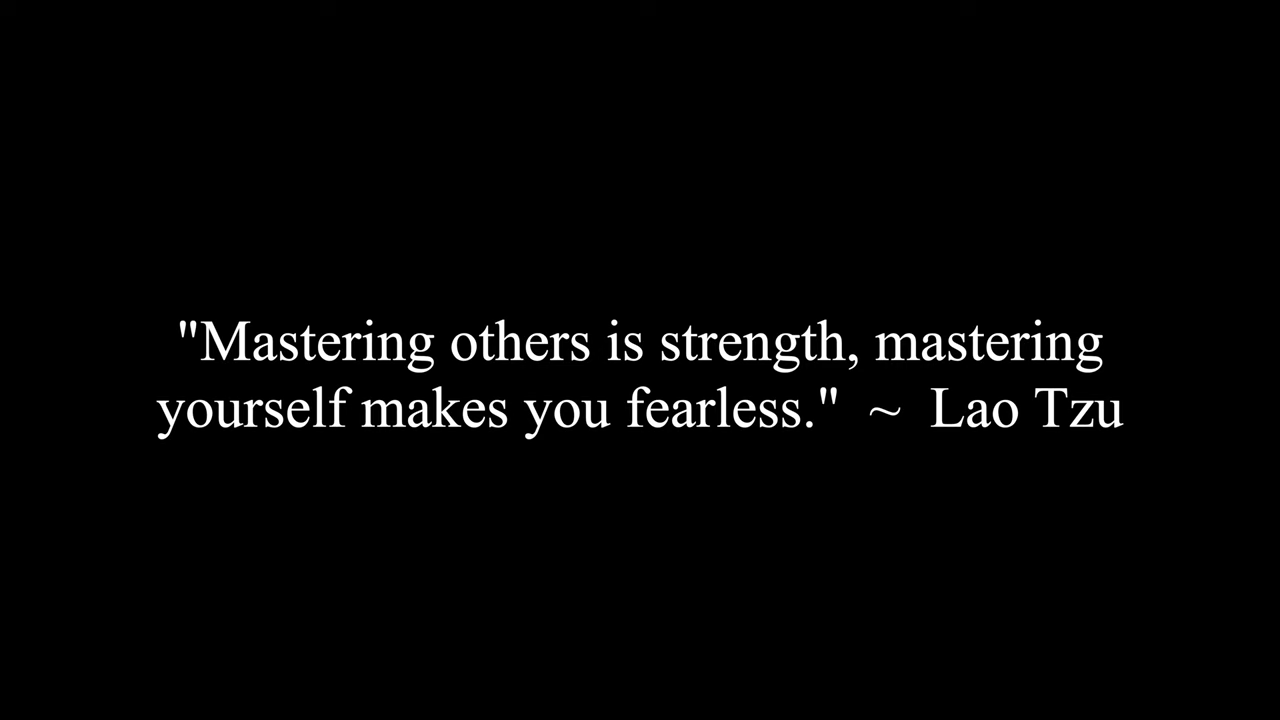 "Mastering others is strength, mastering
yourself makes you fearless."  ~  Lao Tzu